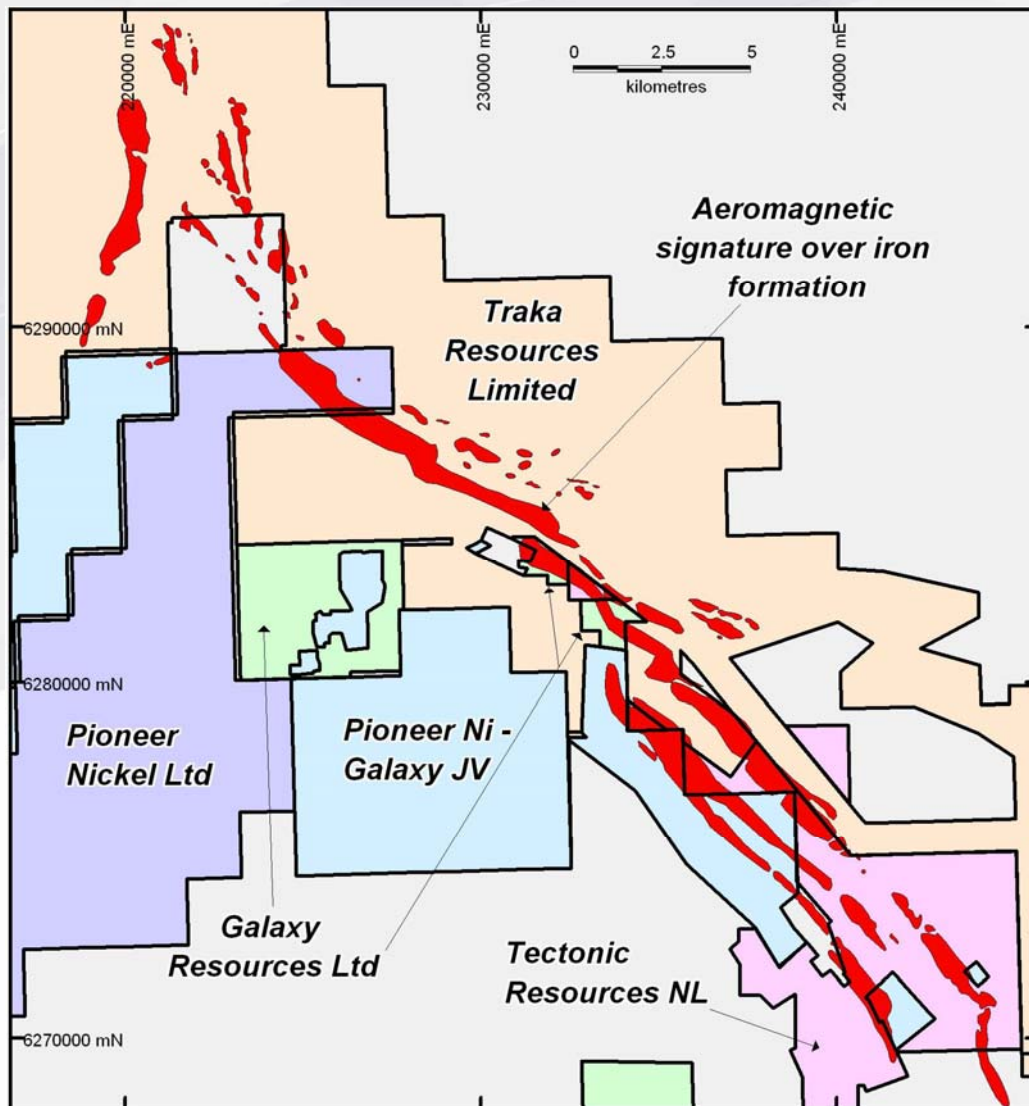 220000 mE
230000 mE
240000 mE
0 2.5 5
kilometres
Aeromagnetic
signature over iron
formation
Traka
Resources
Limited
6290000 mN
6280000 mN
Pioneer
Nickel Ltd
Pioneer Ni -
Galaxy JV
Galaxy
Resources Ltd
Tectonic
Resources NL
6270000 mN